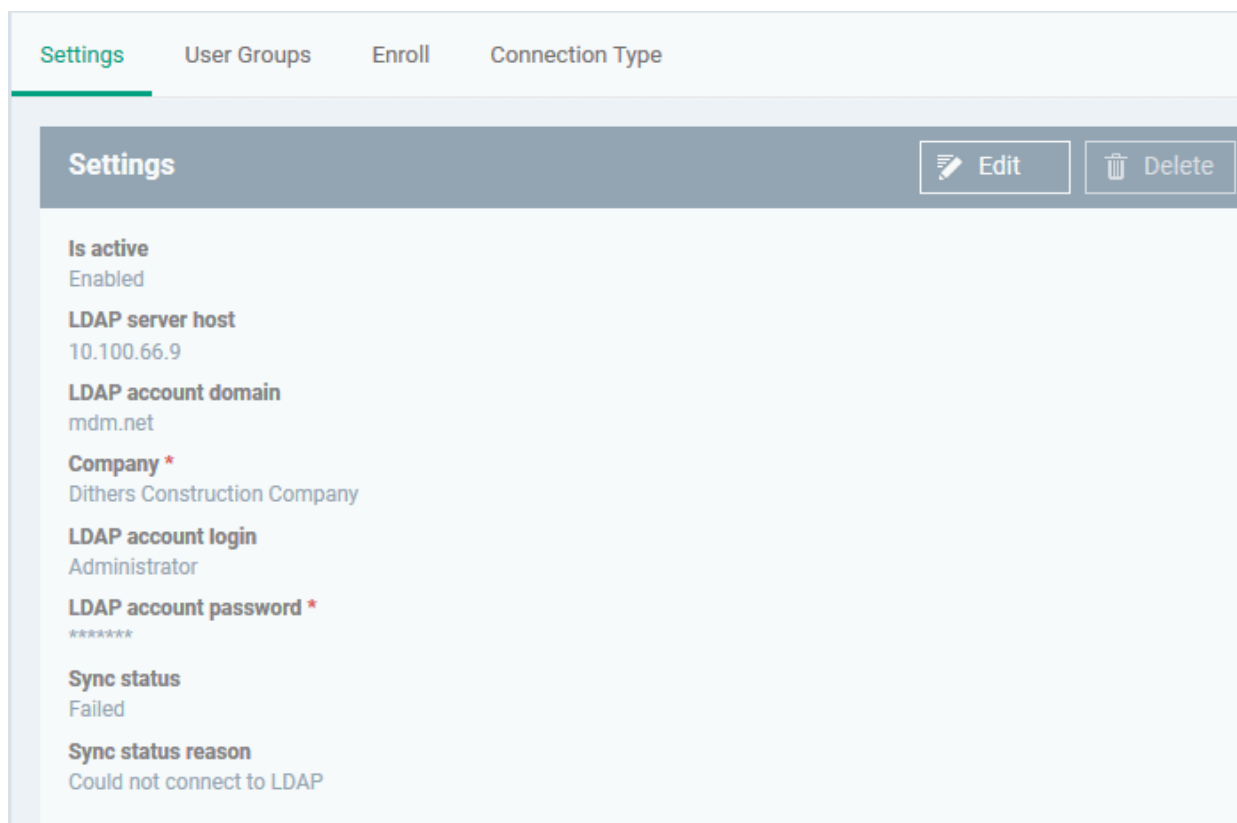 Settings User Groups Enroll Connection Type
Settings Edit Delete
Is active
Enabled
LDAP server host
10.100.66.9
LDAP account domain
mdm.net
Company *
Dithers Construction Company
LDAP account login
Administrator
LDAP account password *
*******
Sync status
Failed
Sync status reason
Could not connect to LDAP